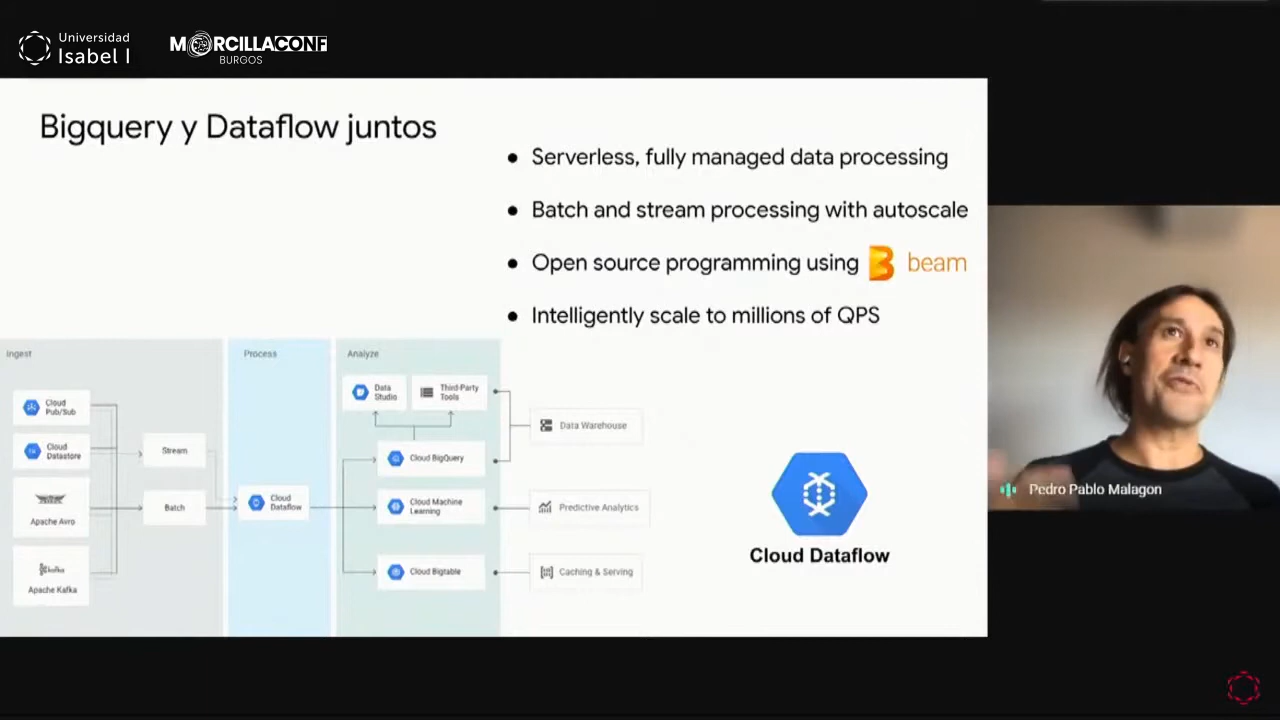 Universidad
Isabel I
MORCILLACONF
BURGOS
Bigquery y Dataflow juntos
Serverless, fully managed data processing
Batch and stream processing with autoscale
Open source programming using beam
Intelligently scale to millions of QPS
Ingest
Process
Analyze
Cloud
Pub/Sub
Cloud
Datastore
Apache Avro
kafka
Apache Kafka
Stream
Batch
Cloud
Dataflow
Data
Studio
Third-Party
Tools
Cloud BigQuery
Cloud Machine
Learning
Cloud Bigtable
Data Warehouse
Predictive Analytics
Caching & Serving
Cloud Dataflow
Pedro Pablo Malagon